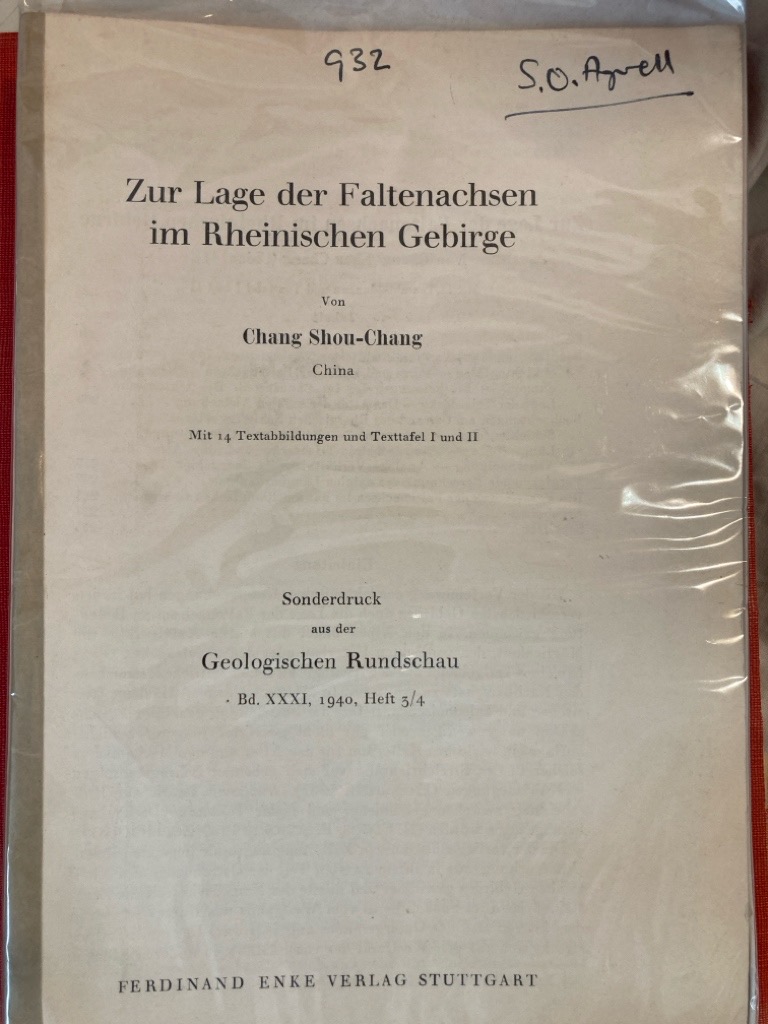 932
S.O. Agrell
Zur Lage der Faltenachsen
im Rheinischen Gebirge
Von
Chang Shou-Chang
China
Mit 14 Textabbildungen und Texttafel I und II
Sonderdruck
aus der
Geologischen Rundschau
Bd. XXXI, 1940, Heft 3/4
FERDINAND ENKE VERLAG STUTTGART